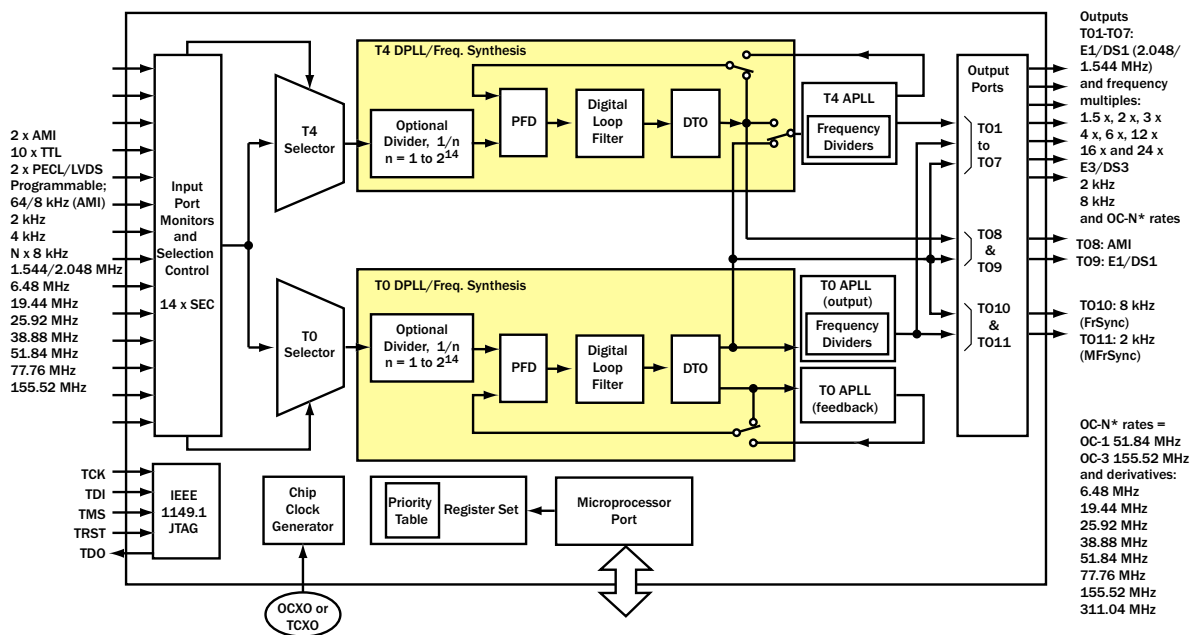 2 x AMI
10 x TTL
2 x PECL/LVDS
Programmable;
64/8 kHz (AMI)
2 kHz
4 kHz
N x 8 kHz
1.544/2.048 MHz
6.48 MHz
19.44 MHz
25.92 MHz
38.88 MHz
51.84 MHz
77.76 MHz
155.52 MHz
Input
Port
Monitors
and
Selection
Control
14 x SEC
T4
Selector
T4 DPLL/Freq. Synthesis
Optional
Divider, 1/n
n = 1 to 2^14
PFD
Digital
Loop
Filter
DTO
T4 APLL
Frequency
Dividers
T0
Selector
T0 DPLL/Freq. Synthesis
Optional
Divider, 1/n
n = 1 to 2^14
PFD
Digital
Loop
Filter
DTO
T0 APLL
(output)
Frequency
Dividers
T0 APLL
(feedback)
Output
Ports
TO1
to
TO7
TO8
&
TO9
TO10
&
TO11
Outputs
T01-T07:
E1/DS1 (2.048/
1.544 MHz)
and frequency
multiples:
1.5 x, 2 x, 3 x
4 x, 6 x, 12 x
16 x and 24 x
E3/DS3
2 kHz
8 kHz
and OC-N* rates
T08: AMI
T09: E1/DS1
TO10: 8 kHz
(FrSync)
TO11: 2 kHz
(MFrSync)
OC-N* rates =
OC-1 51.84 MHz
OC-3 155.52 MHz
and derivatives:
6.48 MHz
19.44 MHz
25.92 MHz
38.88 MHz
51.84 MHz
77.76 MHz
155.52 MHz
311.04 MHz
TCK
TDI
TMS
TRST
TDO
IEEE
1149.1
JTAG
Chip
Clock
Generator
OCXO or
TCXO
Priority
Table
Register Set
Microprocessor
Port